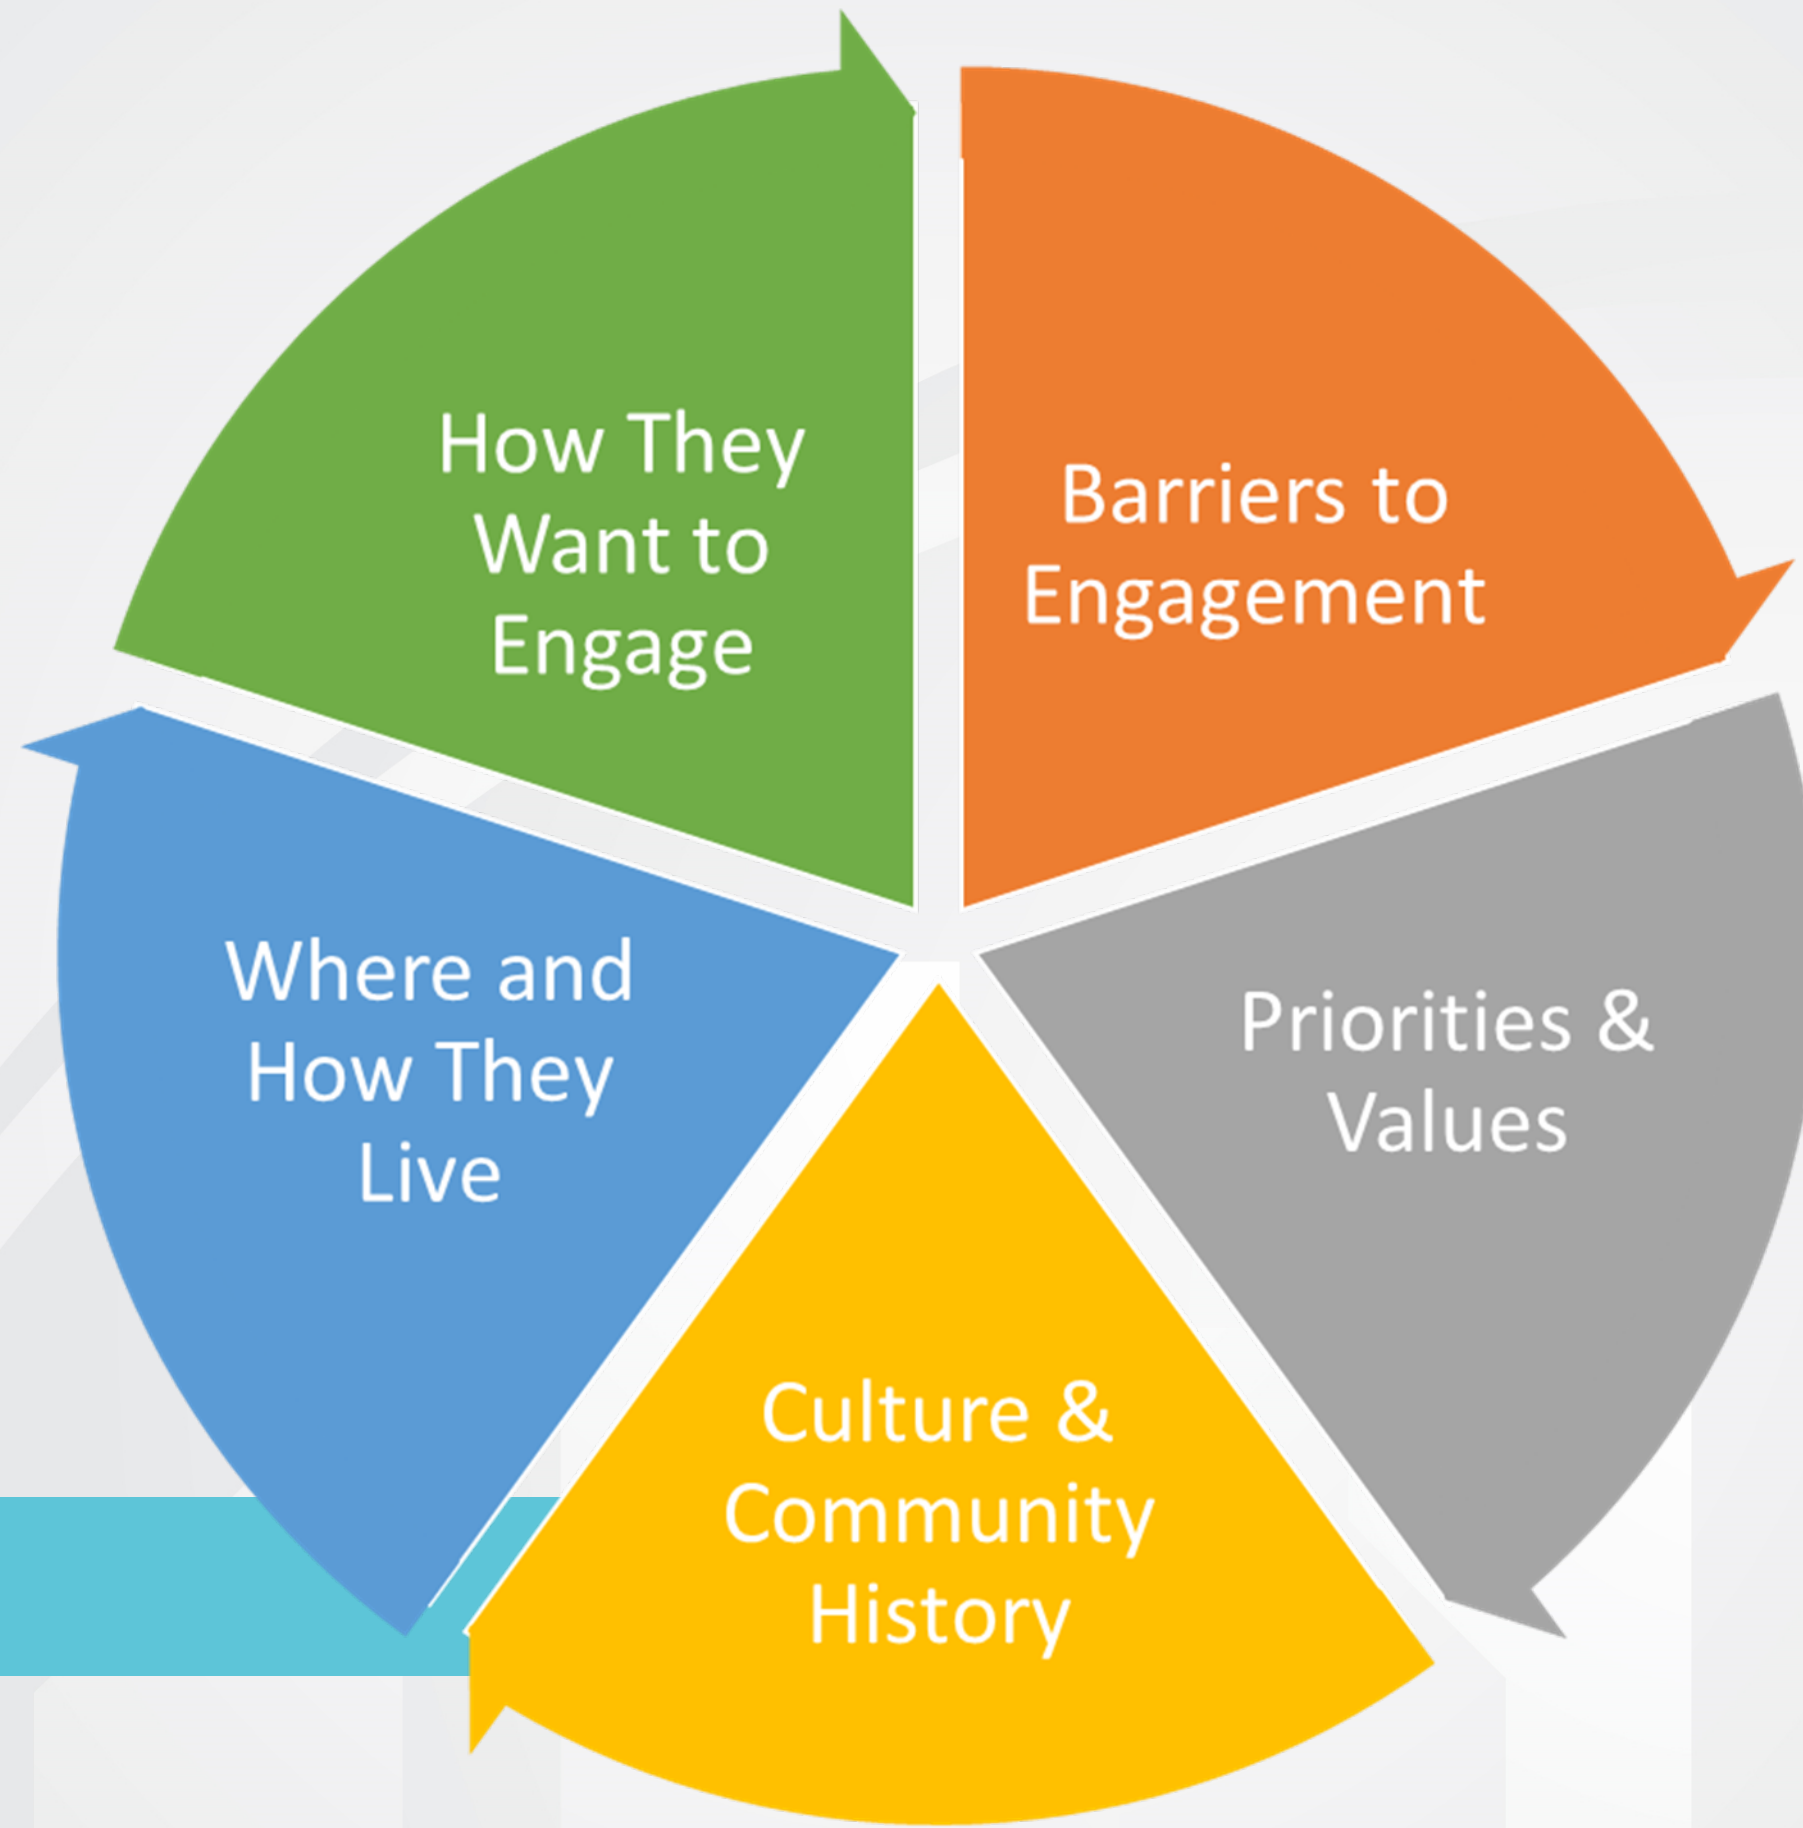 How They
Want to
Engage
Barriers to
Engagement
Priorities &
Values
Culture &
Community
History
Where and
How They
Live